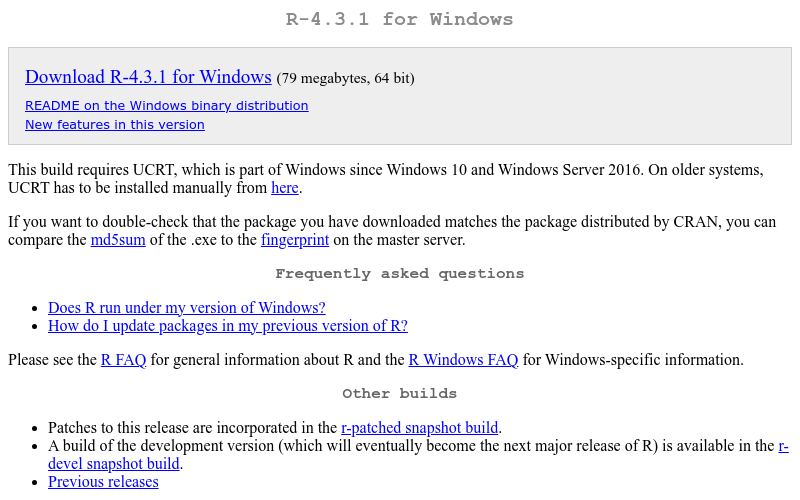 R-4.3.1 for Windows
Download R-4.3.1 for Windows (79 megabytes, 64 bit)
README on the Windows binary distribution
New features in this version
This build requires UCRT, which is part of Windows since Windows 10 and Windows Server 2016. On older systems,
UCRT has to be installed manually from here.
If you want to double-check that the package you have downloaded matches the package distributed by CRAN, you can
compare the md5sum of the .exe to the fingerprint on the master server.
Frequently asked questions
• Does R run under my version of Windows?
• How do I update packages in my previous version of R?
Please see the R FAQ for general information about R and the R Windows FAQ for Windows-specific information.
Other builds
• Patches to this release are incorporated in the r-patched snapshot build.
• A build of the development version (which will eventually become the next major release of R) is available in the r-
devel snapshot build.
• Previous releases